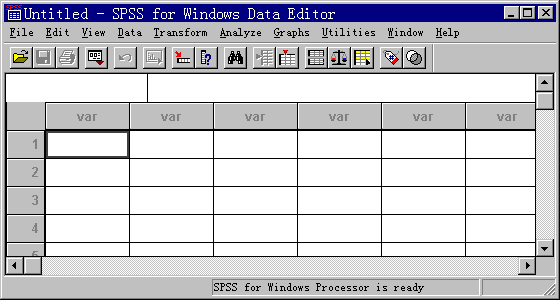 Untitled - SPSS for Windows Data Editor
File Edit View Data Transform Analyze Graphs Utilities Window Help
var var var var var var
1
2
3
4
SPSS for Windows Processor is ready